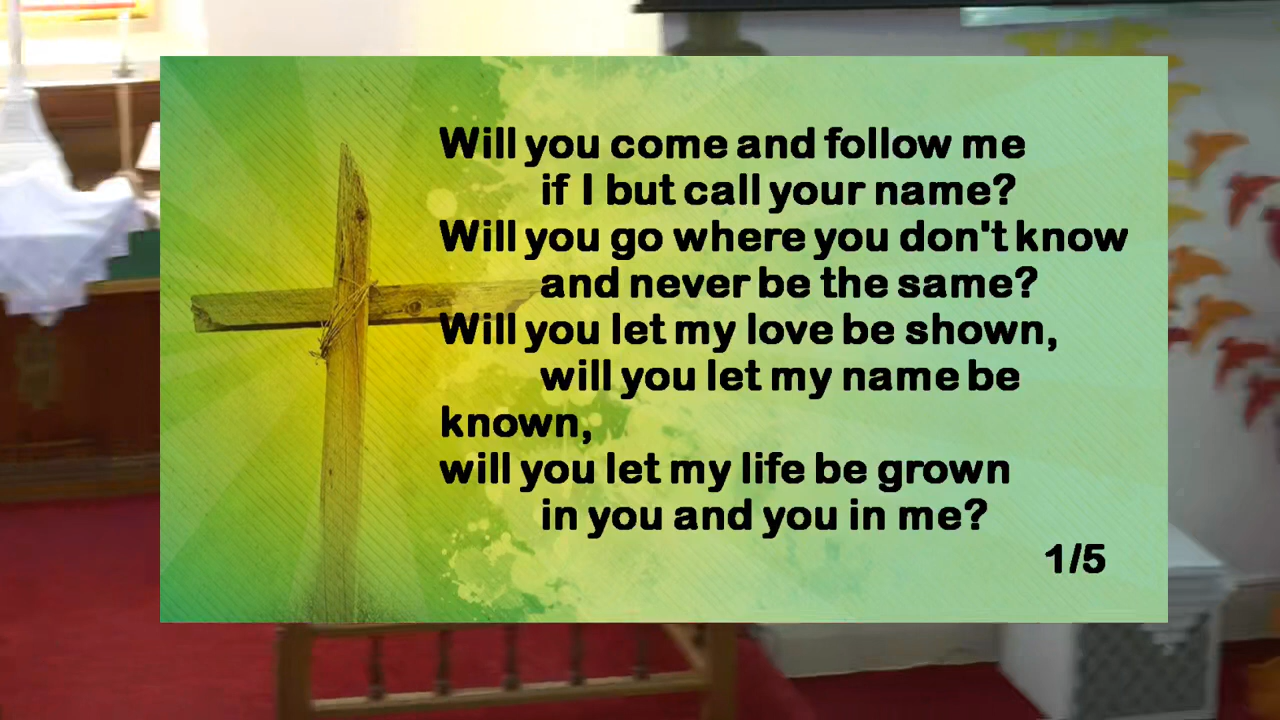 Will you come and follow me
if I but call your name?
Will you go where you don't know
and never be the same?
Will you let my love be shown,
will you let my name be
known,
will you let my life be grown
in you and you in me?
1/5